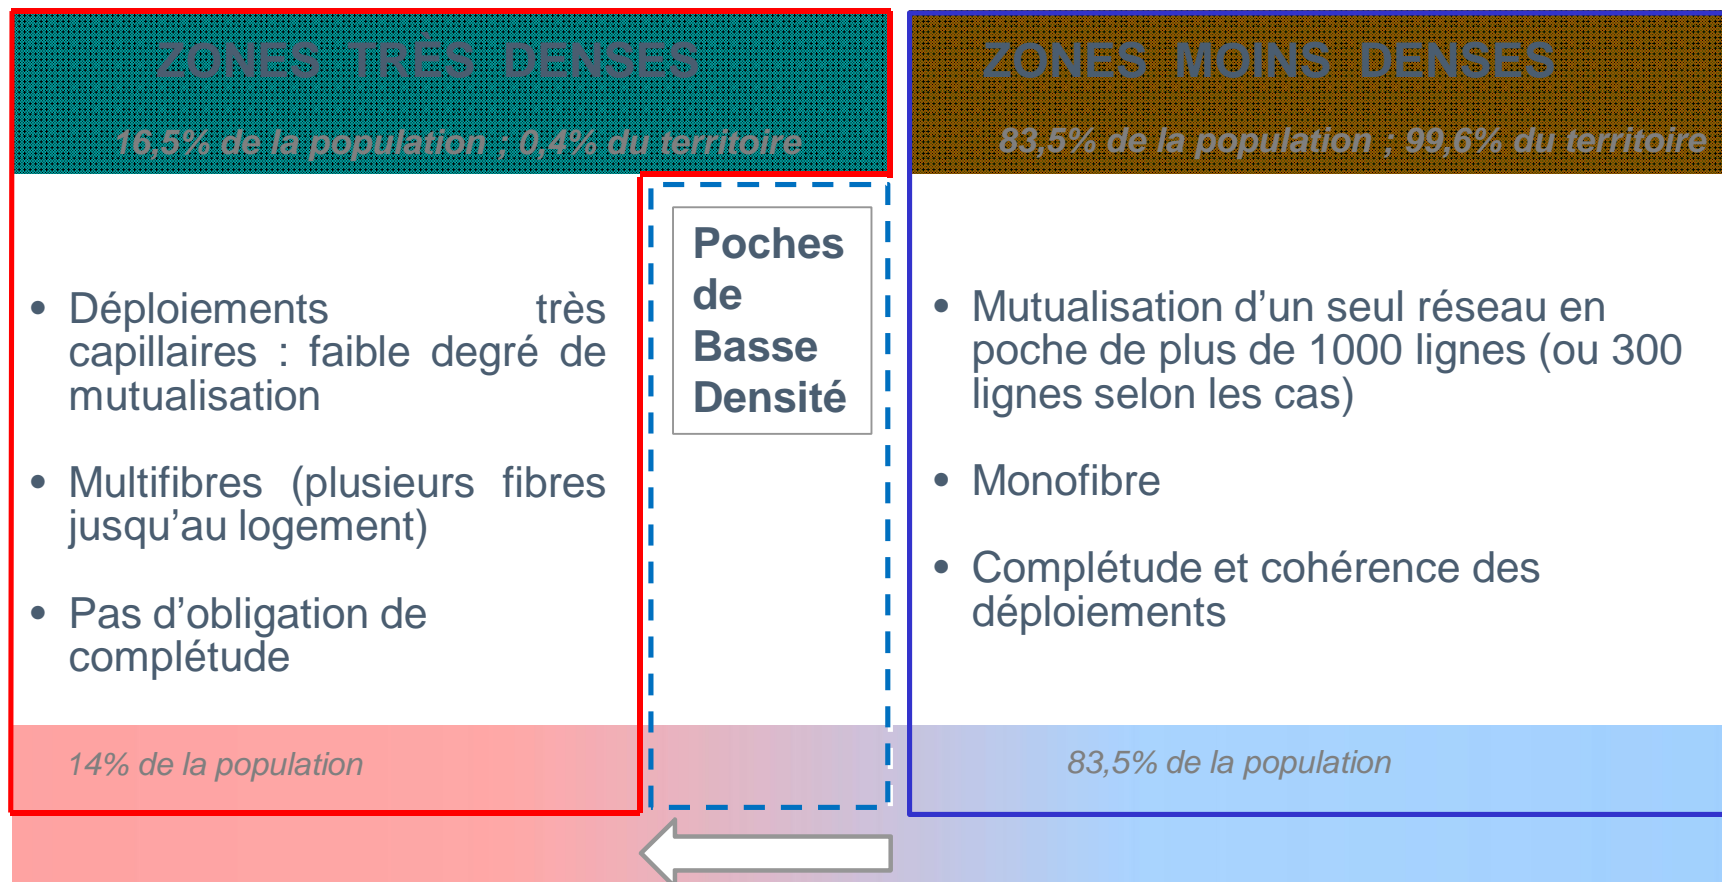 ZONES TRÈS DENSES
16,5% de la population ; 0,4% du territoire
• Déploiements très
capillaires : faible degré de
mutualisation
• Multifibres (plusieurs fibres
jusqu’au logement)
• Pas d’obligation de
complétude
14% de la population
Poches
de
Basse
Densité
ZONES MOINS DENSES
83,5% de la population ; 99,6% du territoire
• Mutualisation d’un seul réseau en
poche de plus de 1000 lignes (ou 300
lignes selon les cas)
• Monofibre
• Complétude et cohérence des
déploiements
83,5% de la population